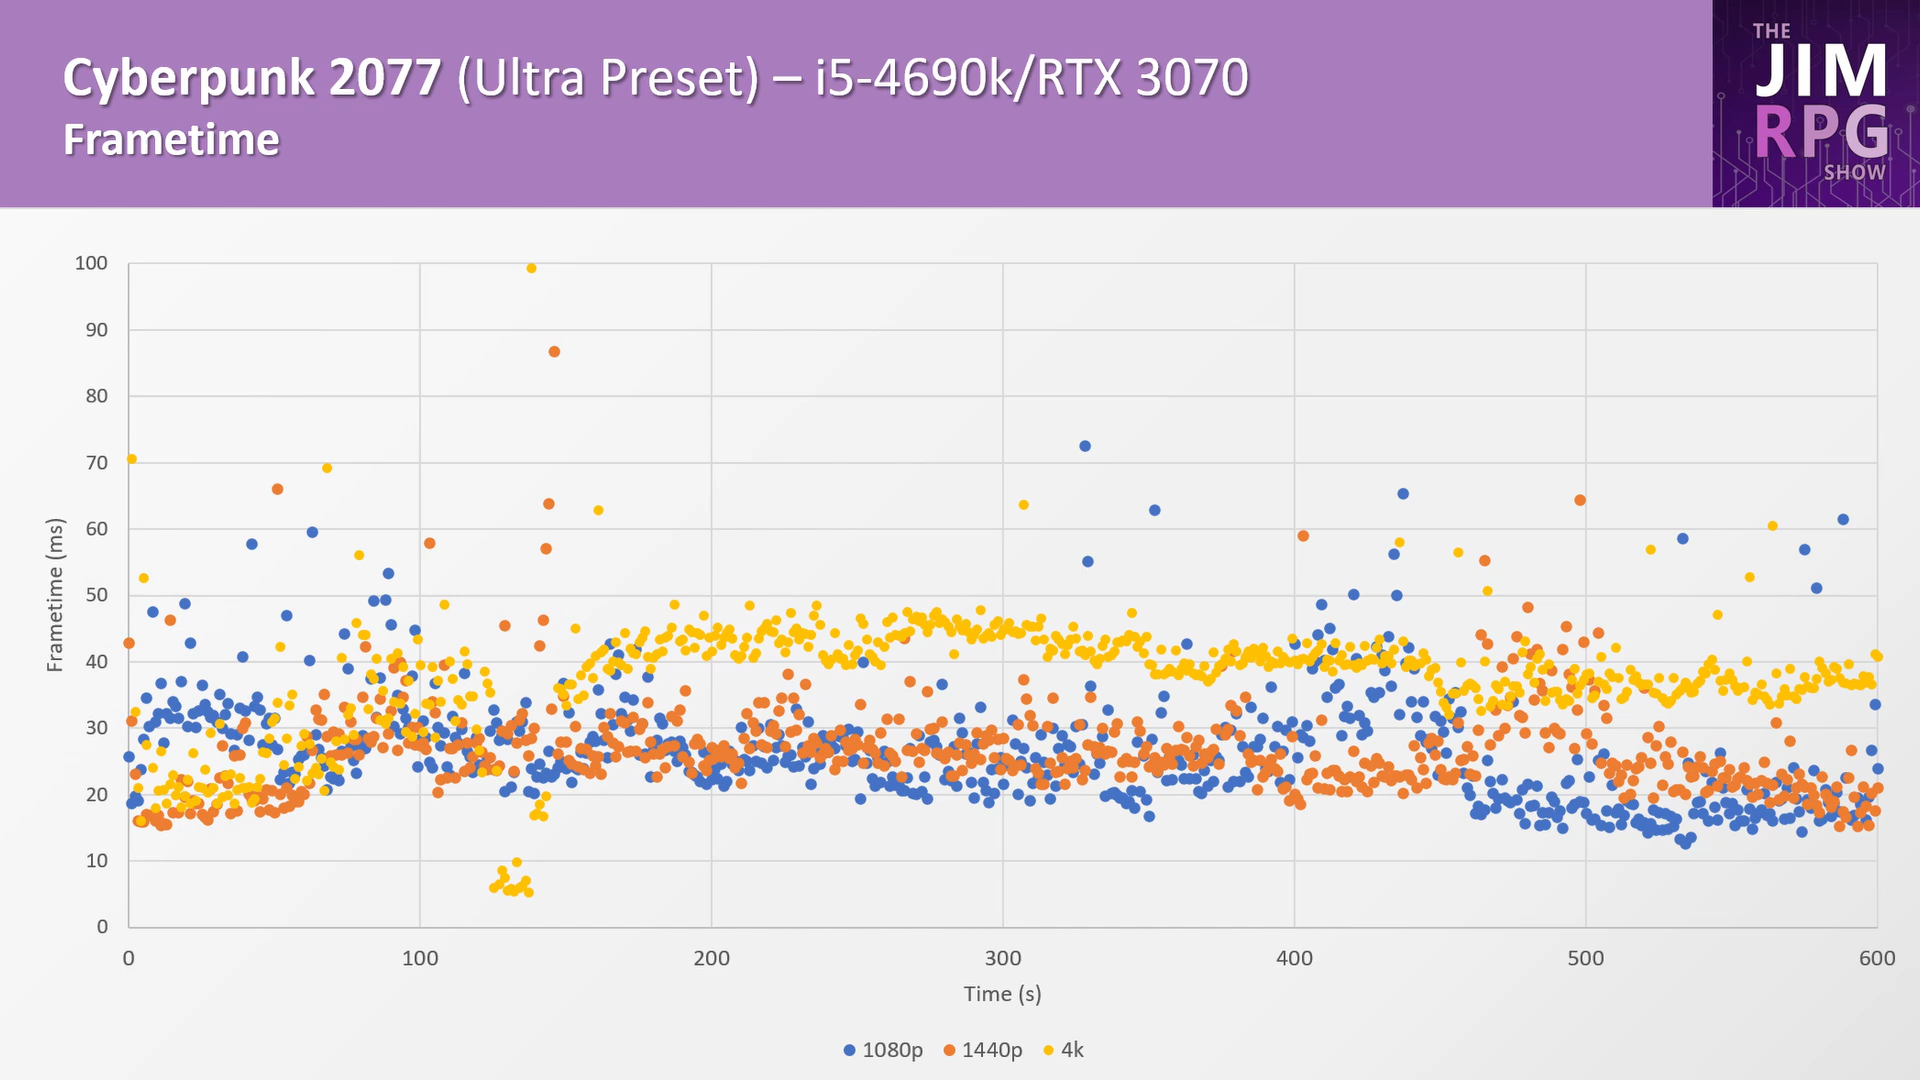 Cyberpunk 2077 (Ultra Preset) – i5-4690k/RTX 3070
Frametime
THE
JIM
RPG
SHOW
100
90
80
70
60
50
40
30
20
10
0
Frametime (ms)
0 100 200 300 400 500 600
Time (s)
1080p 1440p 4k